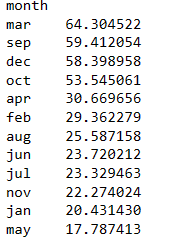 month
mar 64.304522
sep 59.412054
dec 58.398958
oct 53.545061
apr 30.669656
feb 29.362279
aug 25.587158
jun 23.720212
jul 23.329463
nov 22.274024
jan 20.431430
may 17.787413